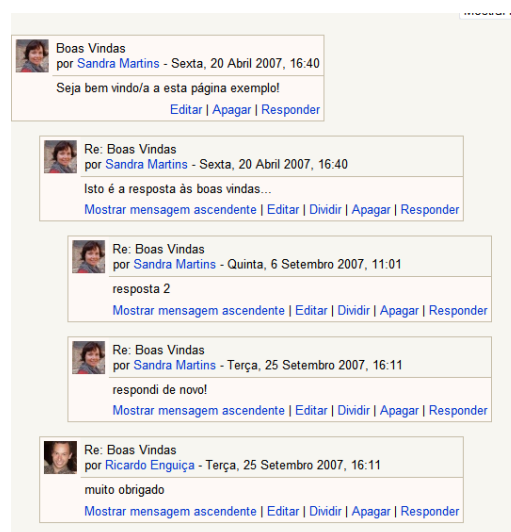 Boas Vindas
por Sandra Martins - Sexta, 20 Abril 2007, 16:40
Seja bem vindo/a a esta página exemplo!
Editar | Apagar | Responder
Re: Boas Vindas
por Sandra Martins - Sexta, 20 Abril 2007, 16:40
Isto é a resposta às boas vindas...
Mostrar mensagem ascendente | Editar | Dividir | Apagar | Responder
Re: Boas Vindas
por Sandra Martins - Quinta, 6 Setembro 2007, 11:01
resposta 2
Mostrar mensagem ascendente | Editar | Dividir | Apagar | Responder
Re: Boas Vindas
por Sandra Martins - Terça, 25 Setembro 2007, 16:11
respondi de novo!
Mostrar mensagem ascendente | Editar | Dividir | Apagar | Responder
Re: Boas Vindas
por Ricardo Enguiça - Terça, 25 Setembro 2007, 16:11
muito obrigado
Mostrar mensagem ascendente | Editar | Dividir | Apagar | Responder